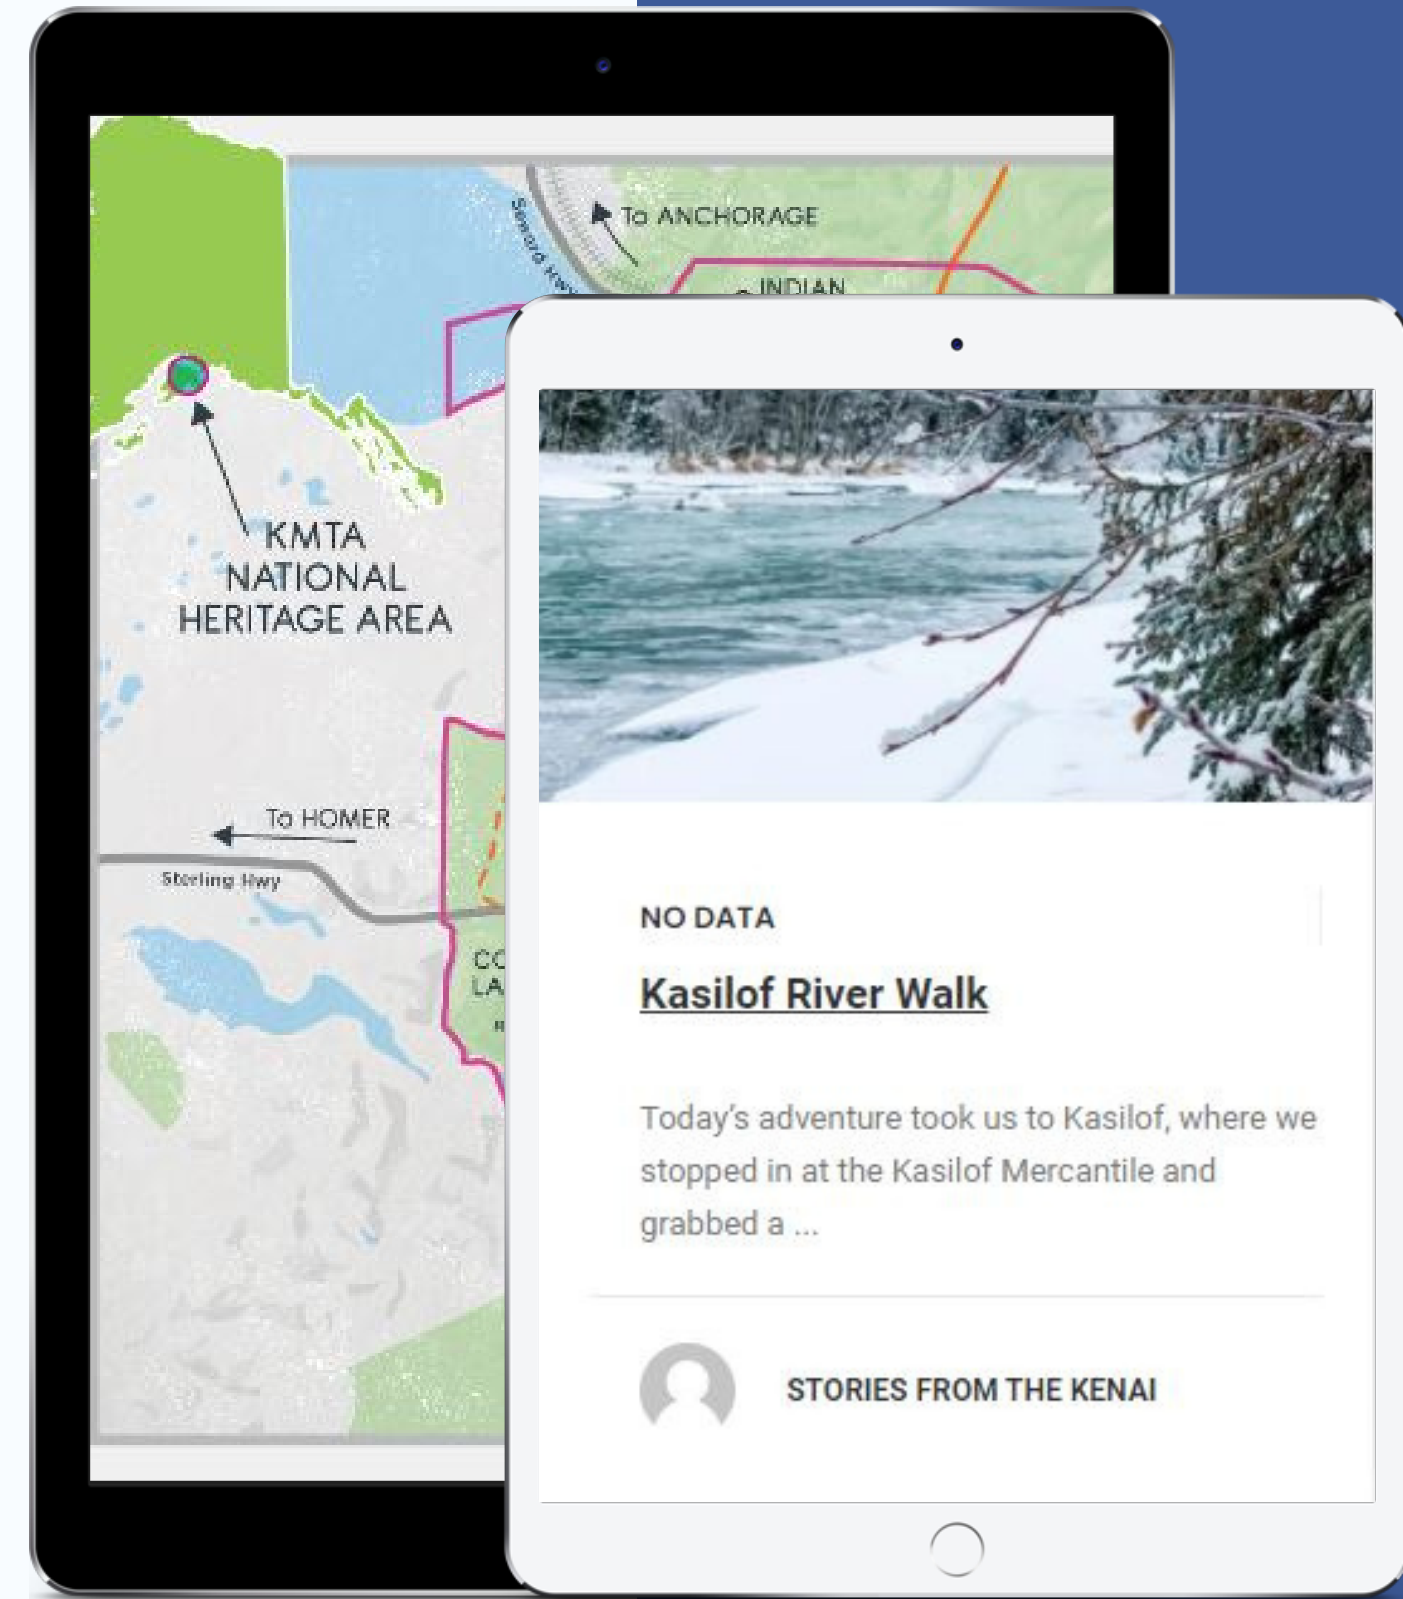 To ANCHORAGE
Seward Hwy
INDIAN
KMTA
NATIONAL
HERITAGE AREA
To HOMER
Sterling Hwy
NO DATA
Kasilof River Walk
Today's adventure took us to Kasilof, where we
stopped in at the Kasilof Mercantile and
grabbed a ...
STORIES FROM THE KENAI